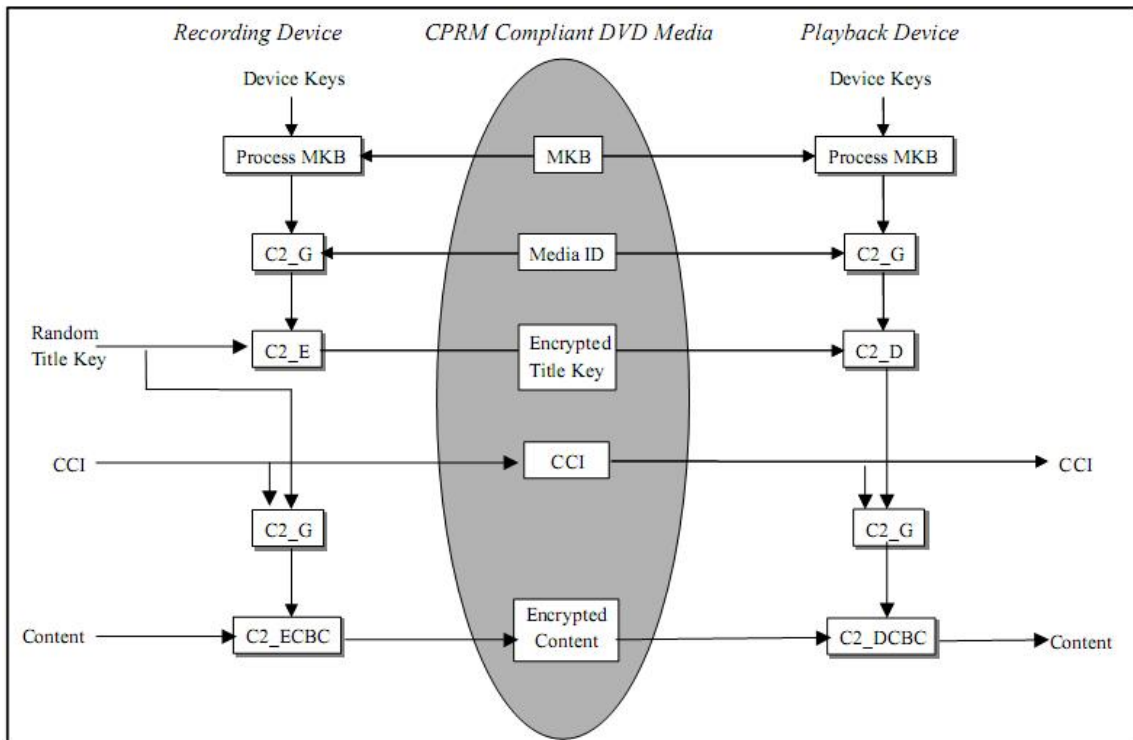 Recording Device
CPRM Compliant DVD Media
Playback Device
Device Keys
Device Keys
Process MKB
MKB
Process MKB
C2_G
Media ID
C2_G
Random
Title Key
C2_E
Encrypted
Title Key
C2_D
CCI
CCI
CCI
C2_G
C2_G
Content
C2_ECBC
Encrypted
Content
C2_DCBC
Content